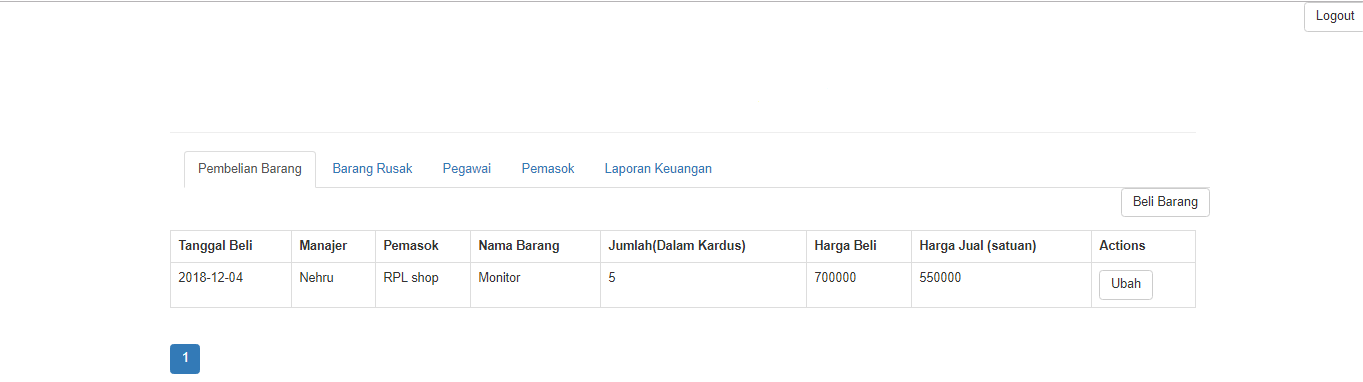 Logout
Pembelian Barang Barang Rusak Pegawai Pemasok Laporan Keuangan
Beli Barang
Tanggal Beli Manajer Pemasok Nama Barang Jumlah(Dalam Kardus) Harga Beli Harga Jual (satuan) Actions
2018-12-04 Nehru RPL shop Monitor 5 700000 550000 Ubah
1